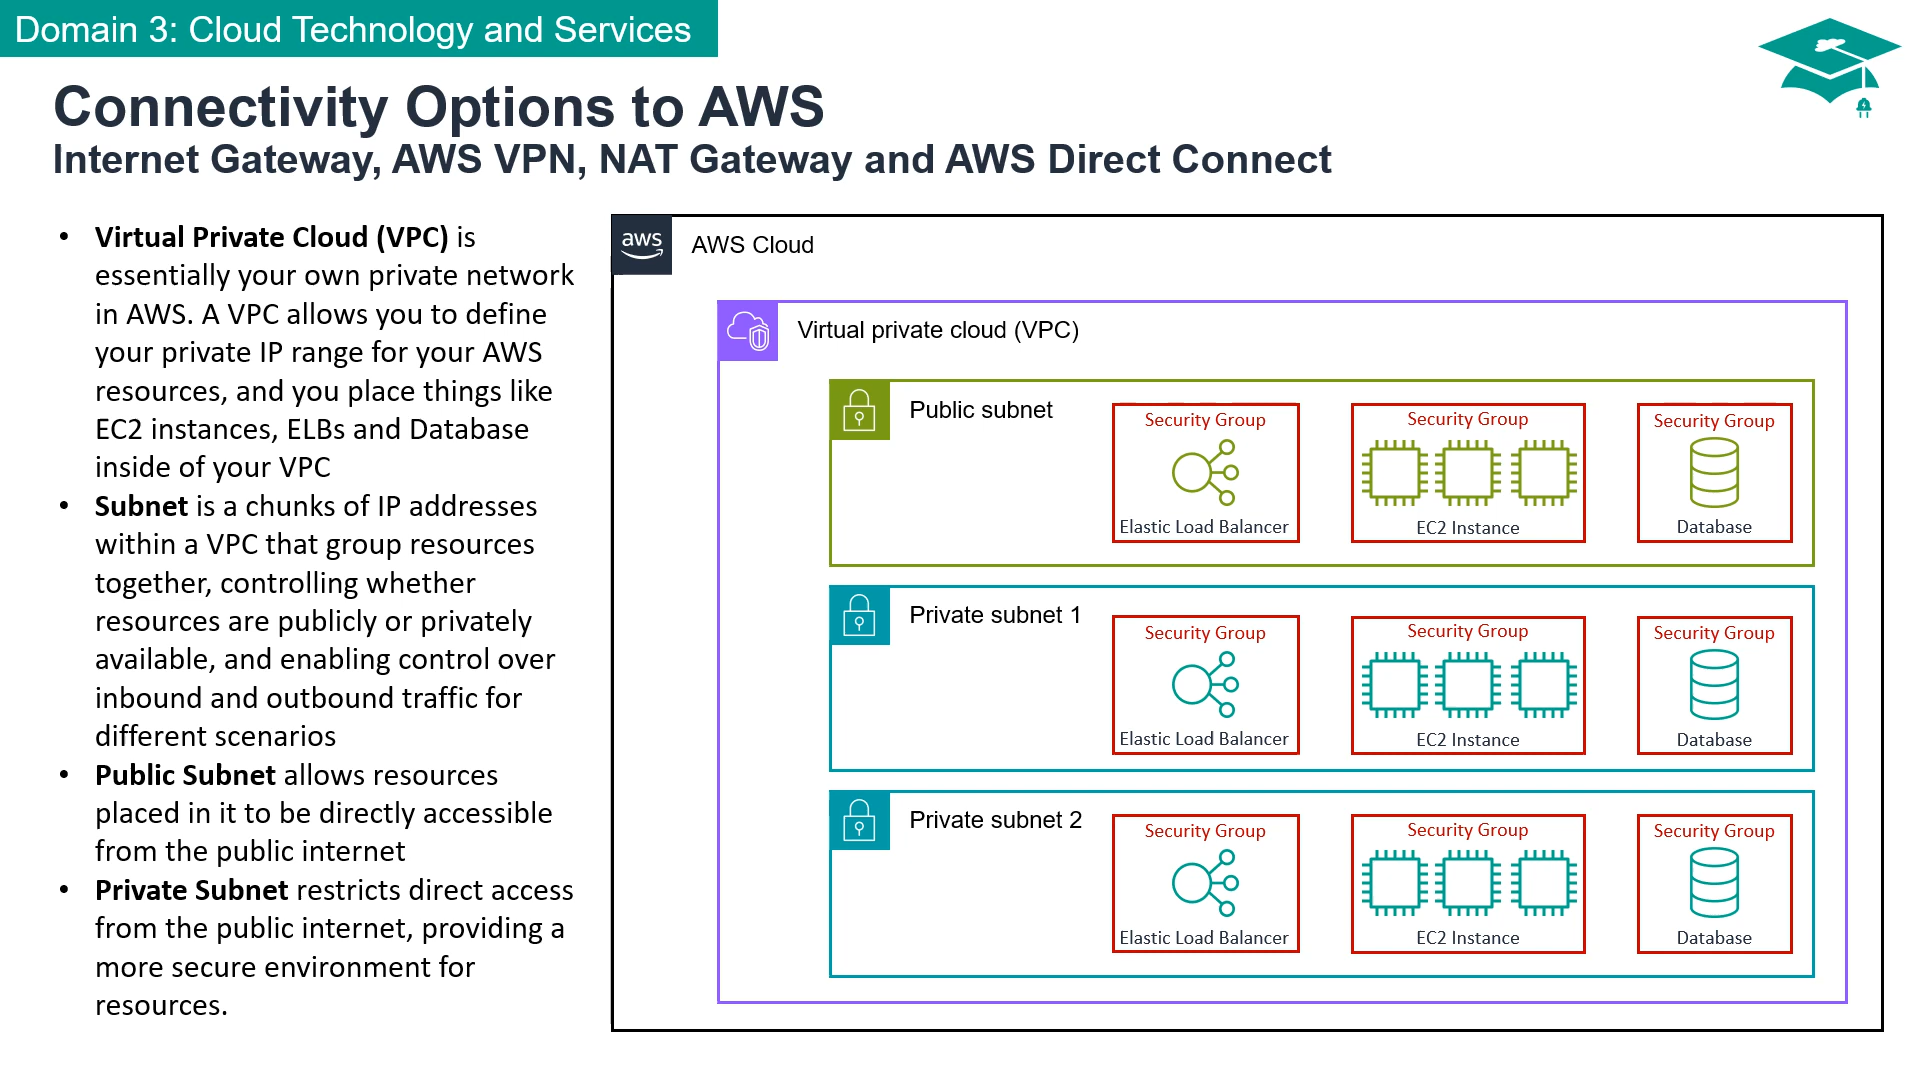 Domain 3: Cloud Technology and Services
Connectivity Options to AWS
Internet Gateway, AWS VPN, NAT Gateway and AWS Direct Connect
• Virtual Private Cloud (VPC) is
essentially your own private network
in AWS. A VPC allows you to define
your private IP range for your AWS
resources, and you place things like
EC2 instances, ELBs and Database
inside of your VPC
• Subnet is a chunks of IP addresses
within a VPC that group resources
together, controlling whether
resources are publicly or privately
available, and enabling control over
inbound and outbound traffic for
different scenarios
• Public Subnet allows resources
placed in it to be directly accessible
from the public internet
• Private Subnet restricts direct access
from the public internet, providing a
more secure environment for
resources.
aws
AWS Cloud
Virtual private cloud (VPC)
Public subnet
Security Group
Elastic Load Balancer
Security Group
EC2 Instance
Security Group
Database
Private subnet 1
Security Group
Elastic Load Balancer
Security Group
EC2 Instance
Security Group
Database
Private subnet 2
Security Group
Elastic Load Balancer
Security Group
EC2 Instance
Security Group
Database